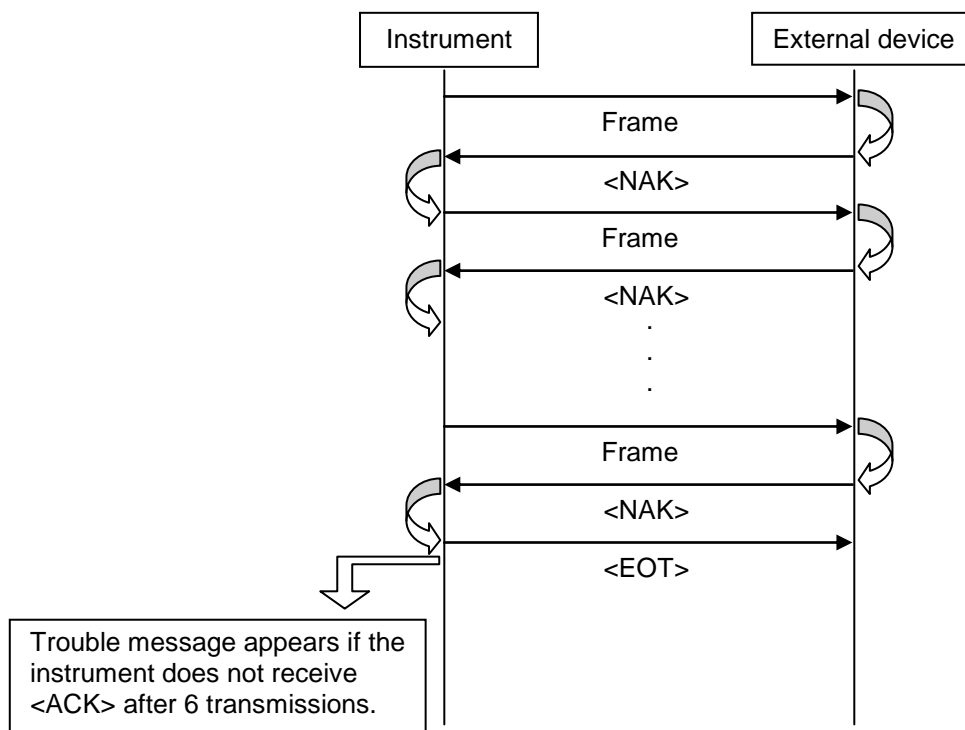 Instrument
External device
Frame
<NAK>
Frame
<NAK>
.
.
.
Frame
<NAK>
<EOT>
Trouble message appears if the
instrument does not receive
<ACK> after 6 transmissions.